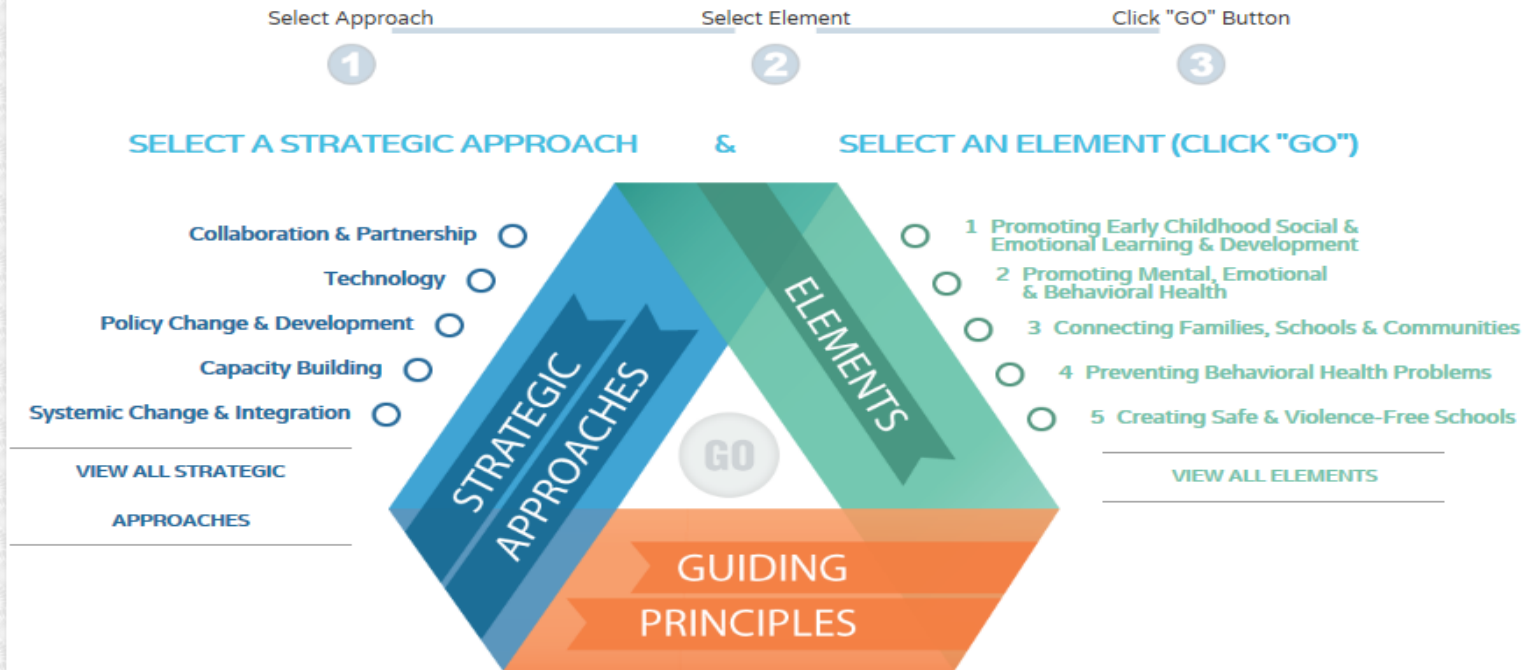 Select Approach
Select Element
Click "GO" Button
1
2
3
SELECT A STRATEGIC APPROACH & SELECT AN ELEMENT (CLICK "GO")
Collaboration & Partnership
Technology
Policy Change & Development
Capacity Building
Systemic Change & Integration
VIEW ALL STRATEGIC
APPROACHES
STRATEGIC
APPROACHES
ELEMENTS
GO
GUIDING
PRINCIPLES
1 Promoting Early Childhood Social &
Emotional Learning & Development
2 Promoting Mental, Emotional
& Behavioral Health
3 Connecting Families, Schools & Communities
4 Preventing Behavioral Health Problems
5 Creating Safe & Violence-Free Schools
VIEW ALL ELEMENTS